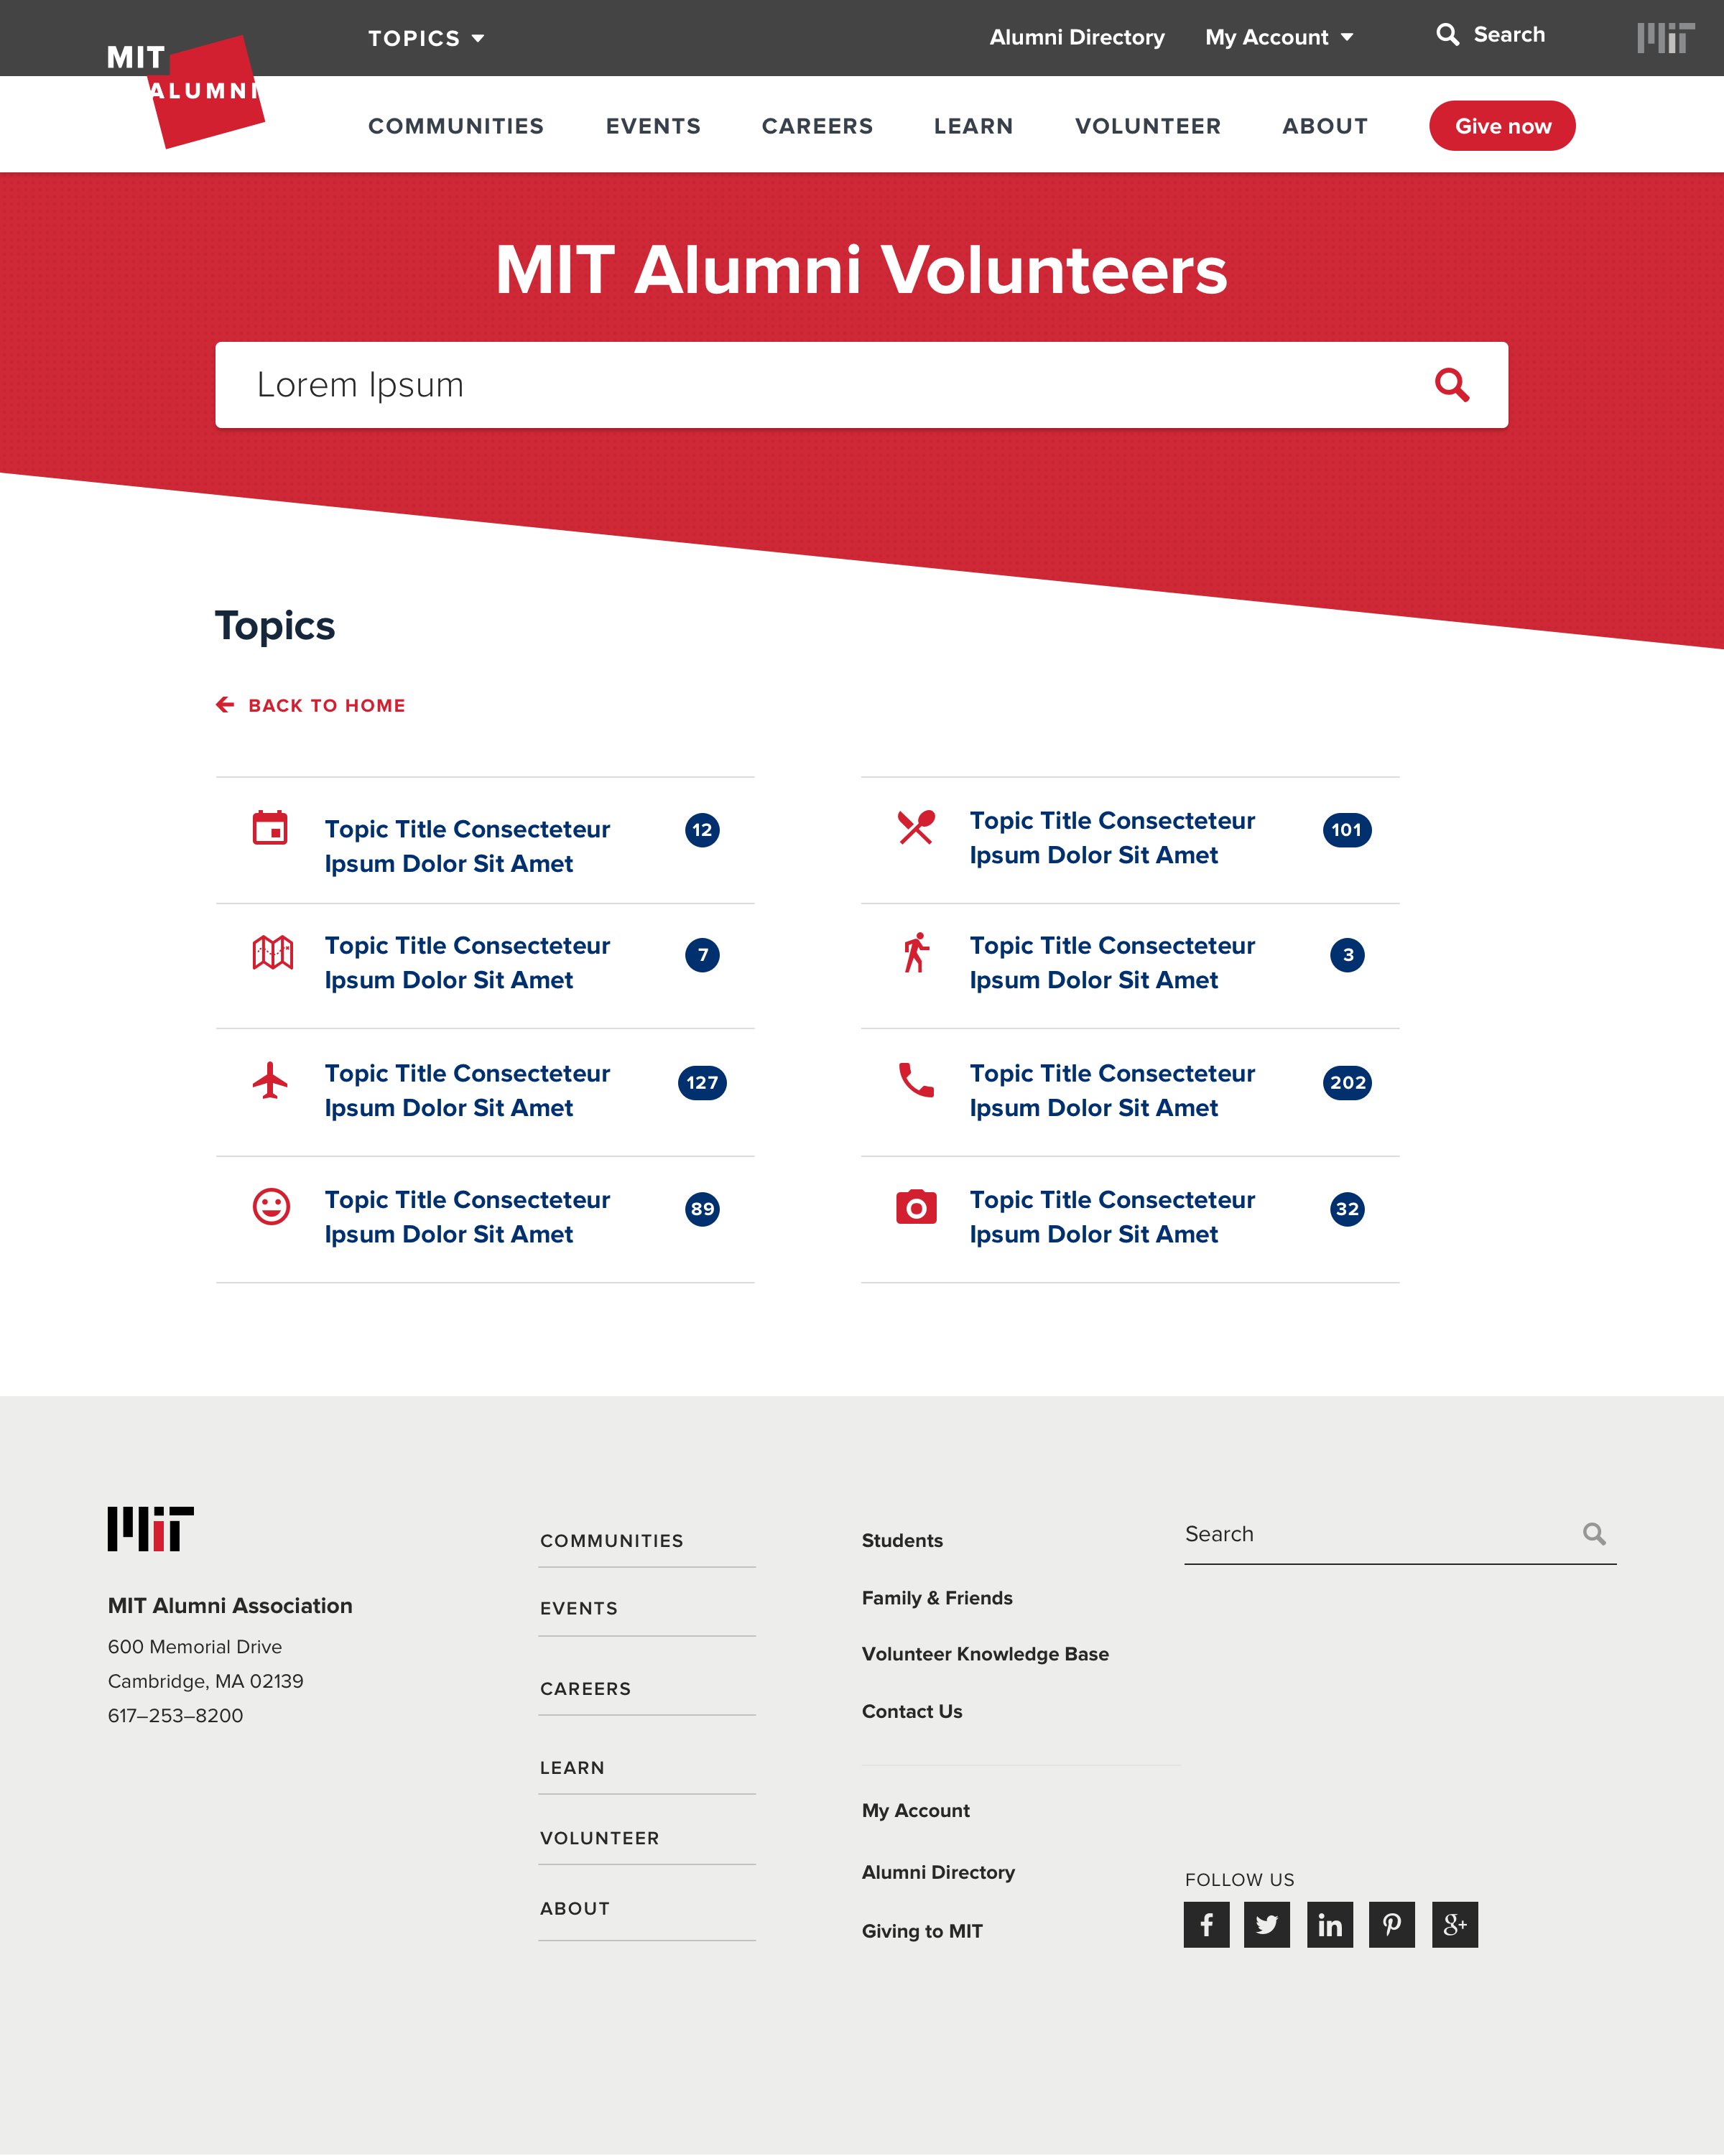 MIT
ALUMNI
TOPICS
Alumni Directory
My Account
Search
MIT
COMMUNITIES
EVENTS
CAREERS
LEARN
VOLUNTEER
ABOUT
Give now
MIT Alumni Volunteers
Lorem Ipsum
Topics
BACK TO HOME
Topic Title Consecteteur
Ipsum Dolor Sit Amet
12
Topic Title Consecteteur
Ipsum Dolor Sit Amet
101
Topic Title Consecteteur
Ipsum Dolor Sit Amet
7
Topic Title Consecteteur
Ipsum Dolor Sit Amet
3
Topic Title Consecteteur
Ipsum Dolor Sit Amet
127
Topic Title Consecteteur
Ipsum Dolor Sit Amet
202
Topic Title Consecteteur
Ipsum Dolor Sit Amet
89
Topic Title Consecteteur
Ipsum Dolor Sit Amet
32
MIT
MIT Alumni Association
600 Memorial Drive
Cambridge, MA 02139
617–253–8200
COMMUNITIES
EVENTS
CAREERS
LEARN
VOLUNTEER
ABOUT
Students
Family & Friends
Volunteer Knowledge Base
Contact Us
My Account
Alumni Directory
Giving to MIT
Search
FOLLOW US
f
in
g+